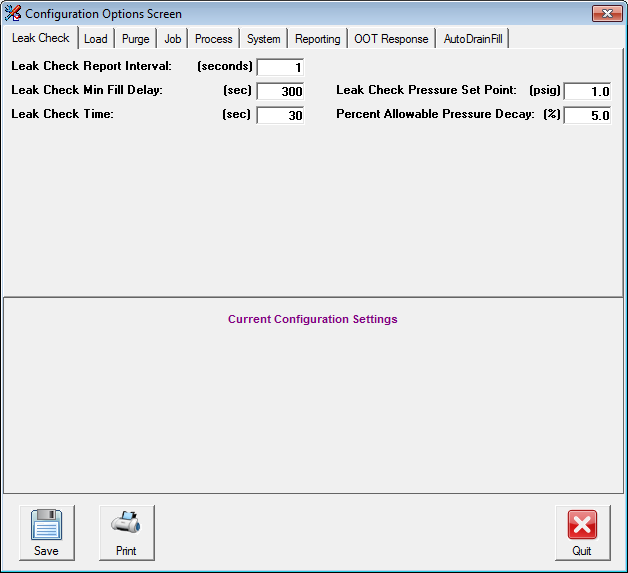 Configuration Options Screen
Leak Check Load Purge Job Process System Reporting OOT Response AutoDrainFill
Leak Check Report Interval: (seconds) 1
Leak Check Min Fill Delay: (sec) 300 Leak Check Pressure Set Point: (psig) 1.0
Leak Check Time: (sec) 30 Percent Allowable Pressure Decay: (%) 5.0
Current Configuration Settings
Save Print Quit